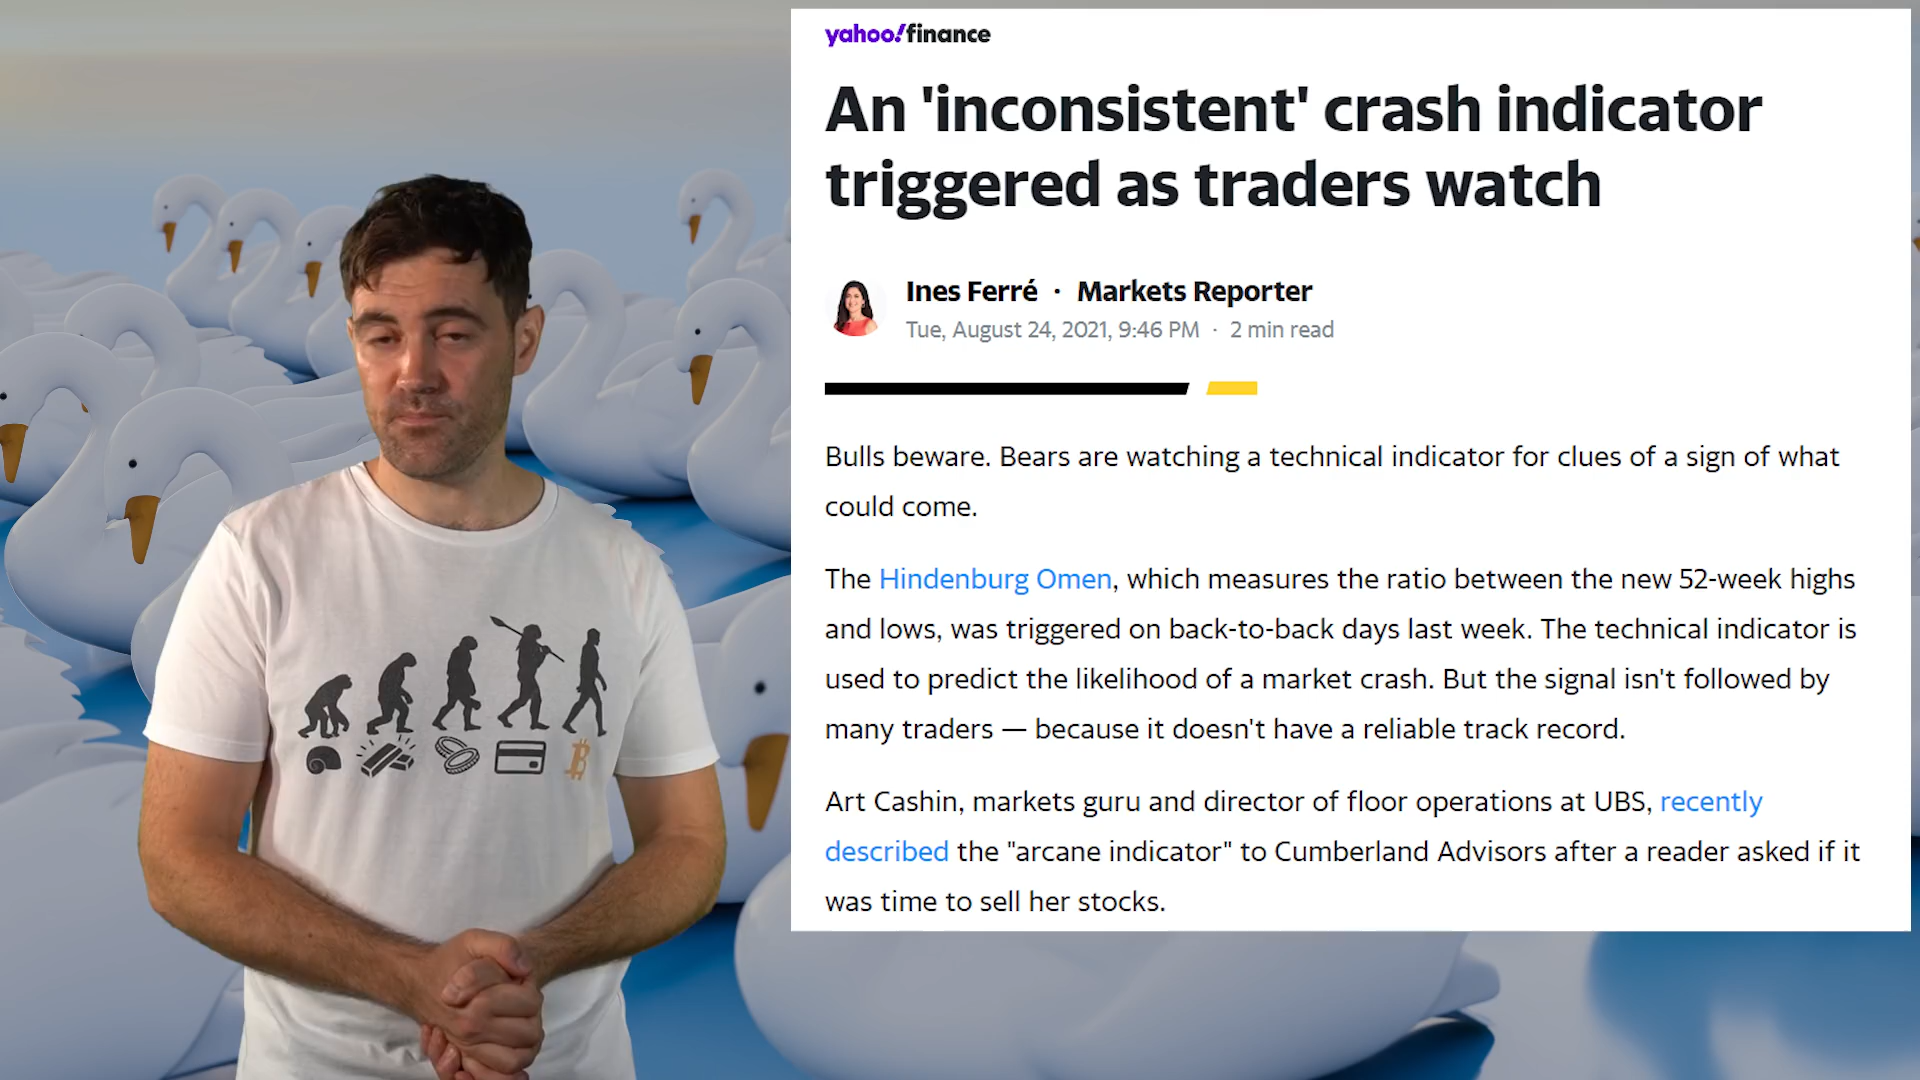 yahoo!finance
An 'inconsistent' crash indicator
triggered as traders watch
Ines Ferré · Markets Reporter
Tue, August 24, 2021, 9:46 PM · 2 min read
Bulls beware. Bears are watching a technical indicator for clues of a sign of what
could come.
The Hindenburg Omen, which measures the ratio between the new 52-week highs
and lows, was triggered on back-to-back days last week. The technical indicator is
used to predict the likelihood of a market crash. But the signal isn't followed by
many traders — because it doesn't have a reliable track record.
Art Cashin, markets guru and director of floor operations at UBS, recently
described the "arcane indicator" to Cumberland Advisors after a reader asked if it
was time to sell her stocks.